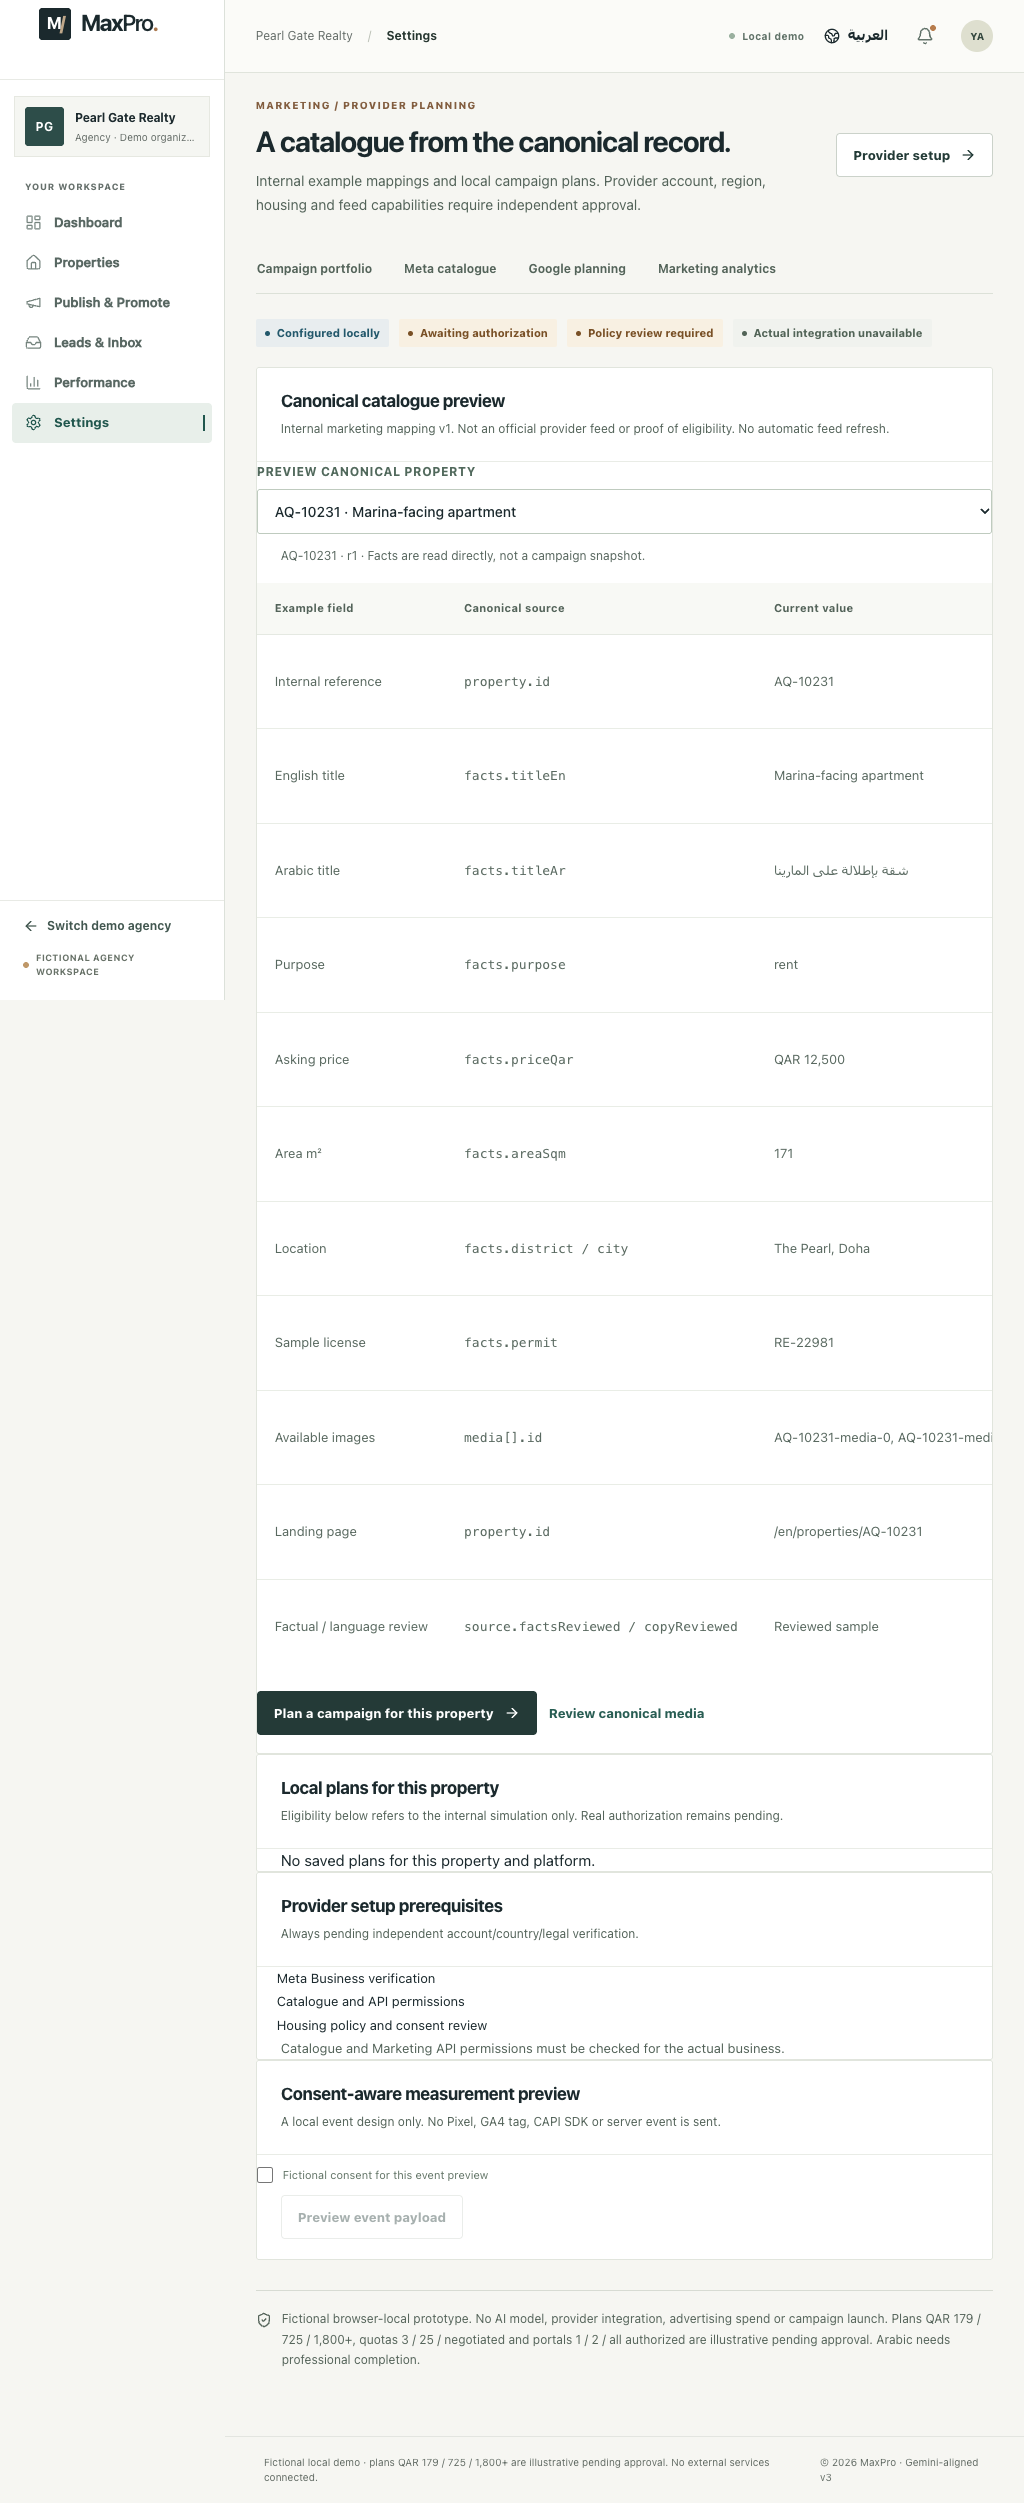 M/ MaxPro.
PG
Pearl Gate Realty
Agency · Demo organiz...
YOUR WORKSPACE
Dashboard
Properties
Publish & Promote
Leads & Inbox
Performance
Settings
Switch demo agency
FICTIONAL AGENCY
WORKSPACE
Pearl Gate Realty / Settings
Local demo
العربية
YA
MARKETING / PROVIDER PLANNING
A catalogue from the canonical record.
Internal example mappings and local campaign plans. Provider account, region,
housing and feed capabilities require independent approval.
Provider setup
Campaign portfolio Meta catalogue Google planning Marketing analytics
Configured locally Awaiting authorization Policy review required Actual integration unavailable
Canonical catalogue preview
Internal marketing mapping v1. Not an official provider feed or proof of eligibility. No automatic feed refresh.
PREVIEW CANONICAL PROPERTY
AQ-10231 · Marina-facing apartment
AQ-10231 · r1 · Facts are read directly, not a campaign snapshot.
Example field Canonical source Current value
Internal reference property.id AQ-10231
English title facts.titleEn Marina-facing apartment
Arabic title facts.titleAr شقة بإطلالة على المارينا
Purpose facts.purpose rent
Asking price facts.priceQar QAR 12,500
Area m² facts.areaSqm 171
Location facts.district / city The Pearl, Doha
Sample license facts.permit RE-22981
Available images media[].id AQ-10231-media-0, AQ-10231-medi
Landing page property.id /en/properties/AQ-10231
Factual / language review source.factsReviewed / copyReviewed Reviewed sample
Plan a campaign for this property
Review canonical media
Local plans for this property
Eligibility below refers to the internal simulation only. Real authorization remains pending.
No saved plans for this property and platform.
Provider setup prerequisites
Always pending independent account/country/legal verification.
Meta Business verification
Catalogue and API permissions
Housing policy and consent review
Catalogue and Marketing API permissions must be checked for the actual business.
Consent-aware measurement preview
A local event design only. No Pixel, GA4 tag, CAPI SDK or server event is sent.
Fictional consent for this event preview
Preview event payload
Fictional browser-local prototype. No AI model, provider integration, advertising spend or campaign launch. Plans QAR 179 /
725 / 1,800+, quotas 3 / 25 / negotiated and portals 1 / 2 / all authorized are illustrative pending approval. Arabic needs
professional completion.
Fictional local demo · plans QAR 179 / 725 / 1,800+ are illustrative pending approval. No external services
connected.
© 2026 MaxPro · Gemini-aligned
v3